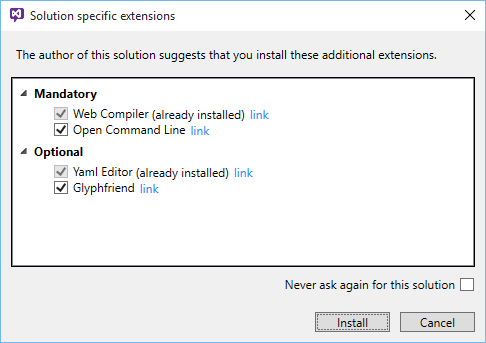 Solution specific extensions
The author of this solution suggests that you install these additional extensions.
Mandatory
Web Compiler (already installed) link
Open Command Line link
Optional
Yaml Editor (already installed) link
Glyphfriend link
Never ask again for this solution
Install Cancel